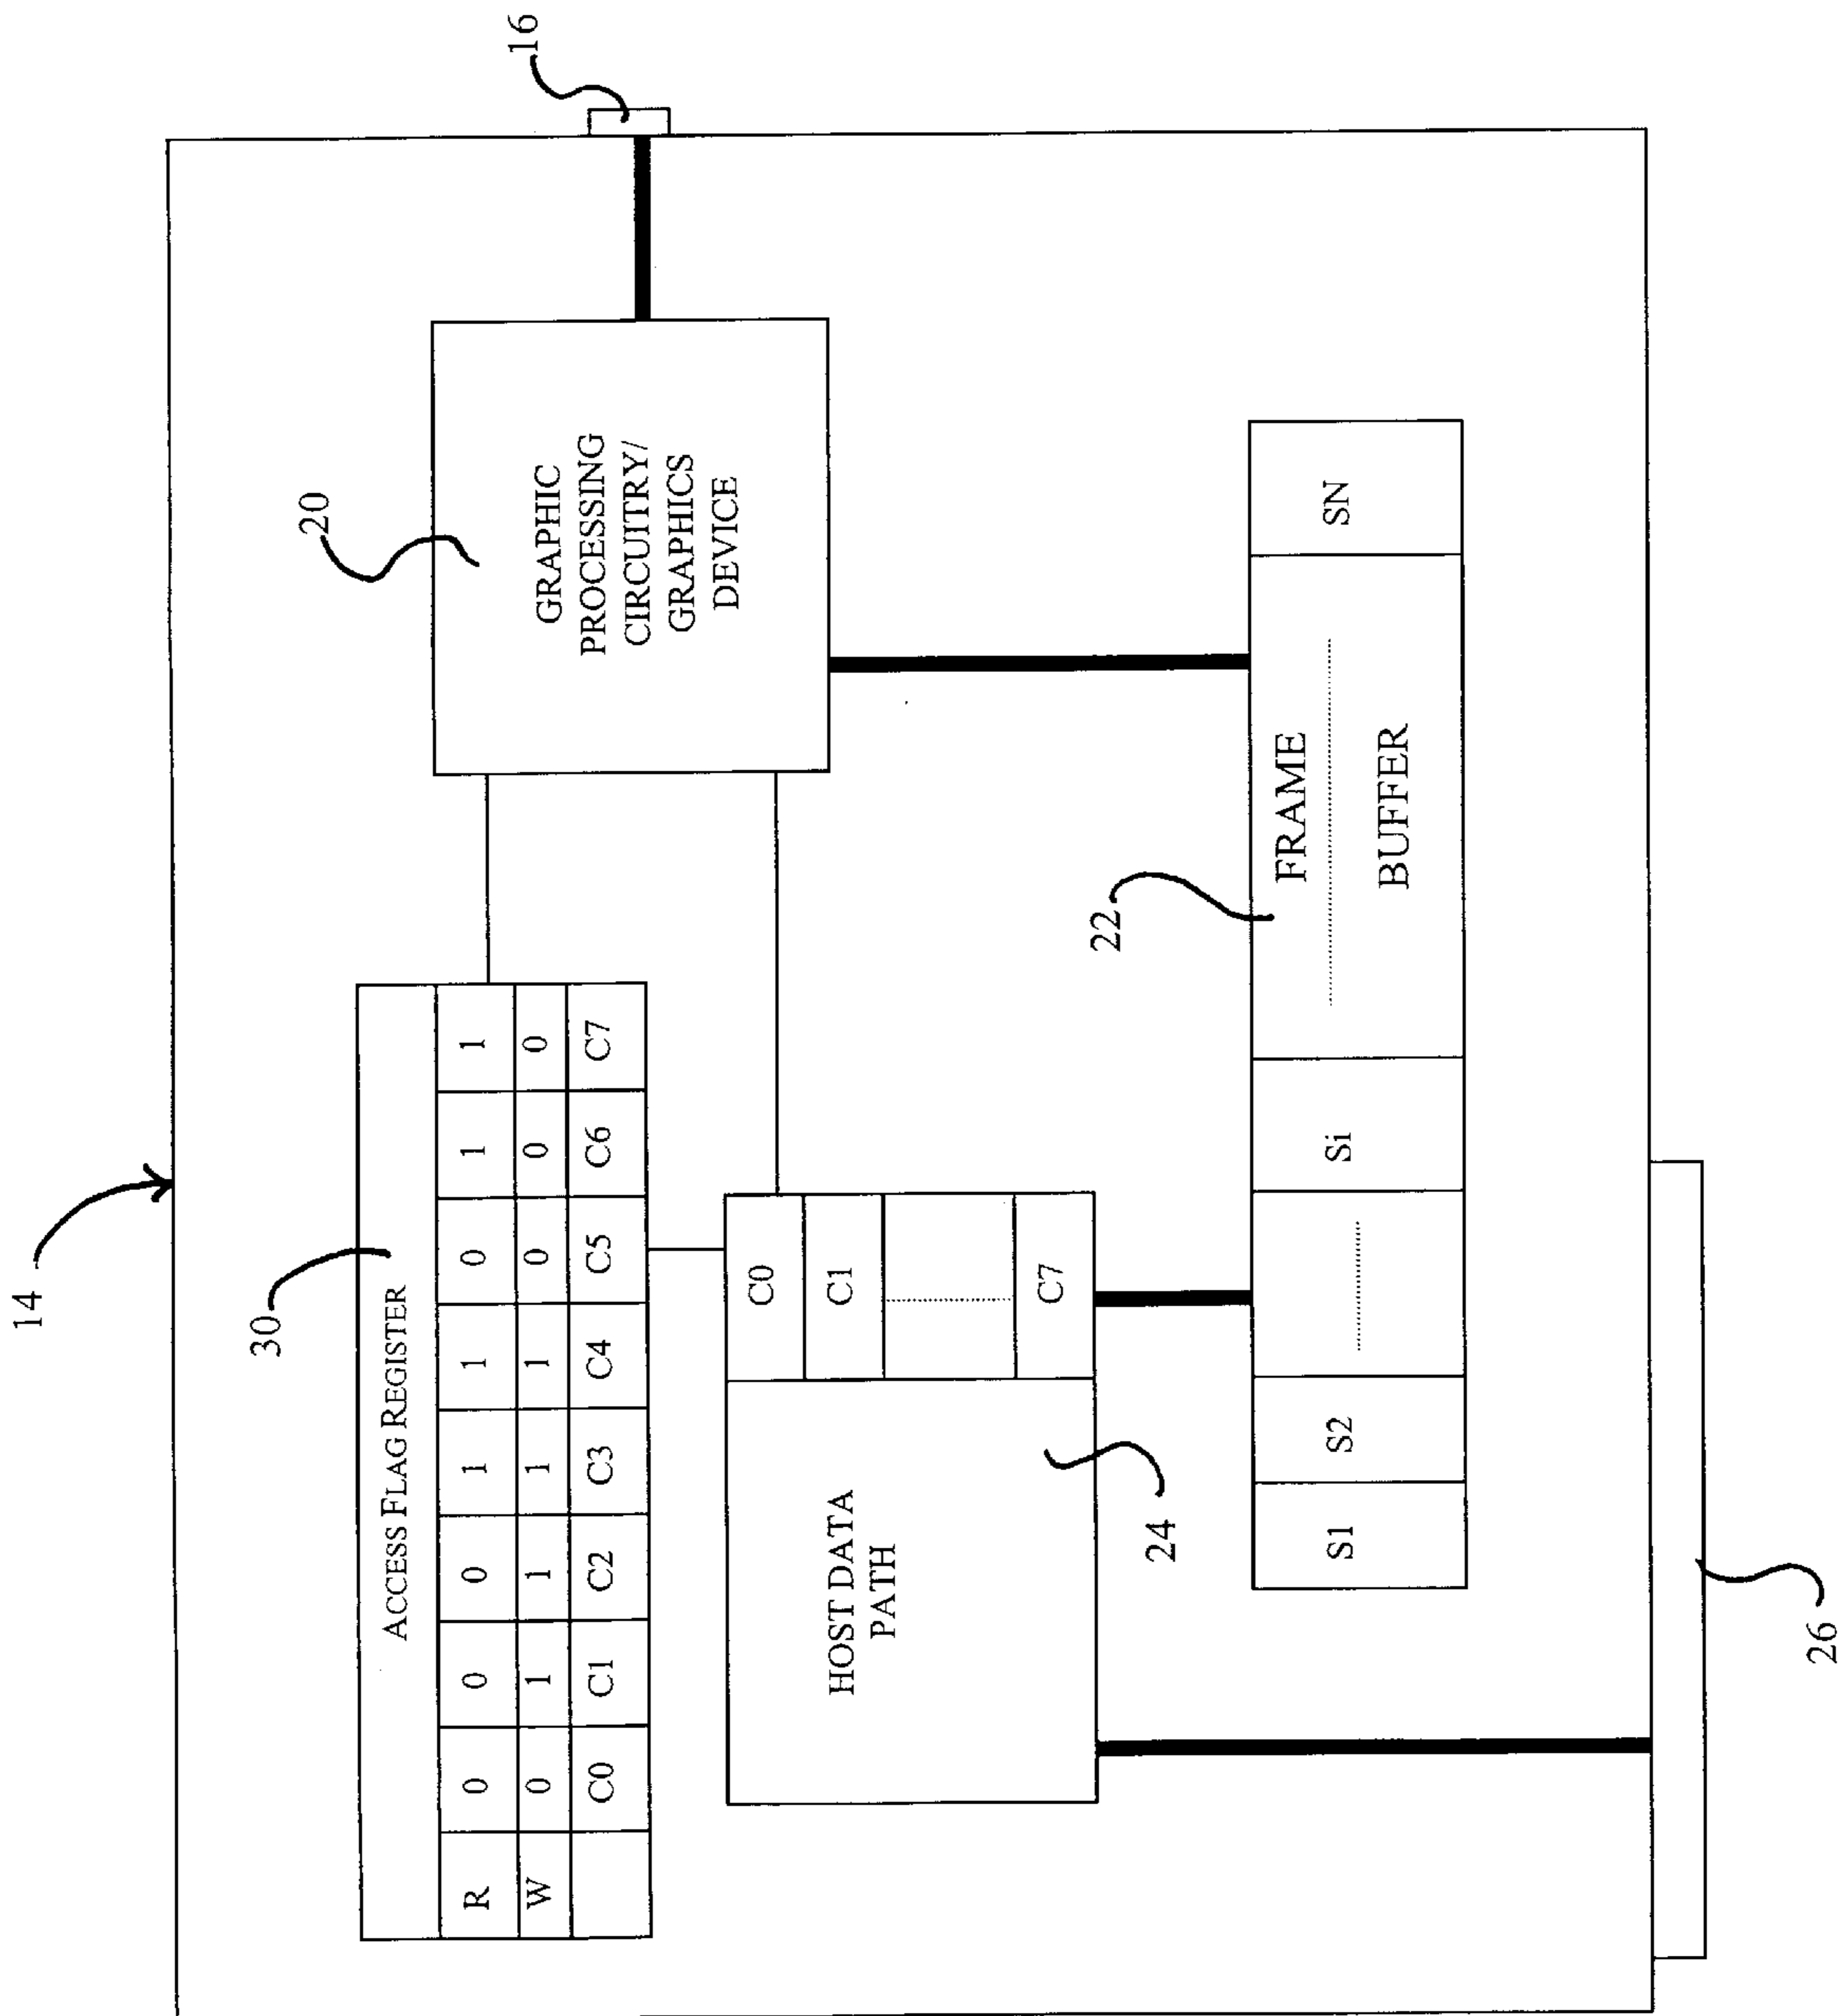 14
30
ACCESS FLAG REGISTER
R 0 0 0 1 1 0 1 1
W 0 1 1 1 1 0 0 0
C0 C1 C2 C3 C4 C5 C6 C7
20
GRAPHIC
PROCESSING
CIRCUITRY/
GRAPHICS
DEVICE
16
HOST DATA
PATH
C0
C1
C7
24
22
S1 S2 Si
FRAME
BUFFER
SN
26